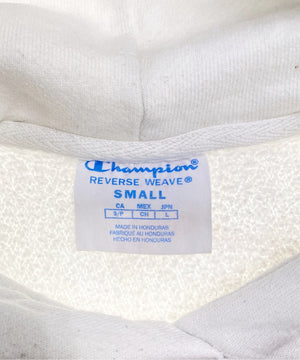 Champion
REVERSE WEAVE®
SMALL
CA MEX JPN
S/P CH L
MADE IN HONDURAS
FABRIQUÉ AU HONDURAS
HECHO EN HONDURAS